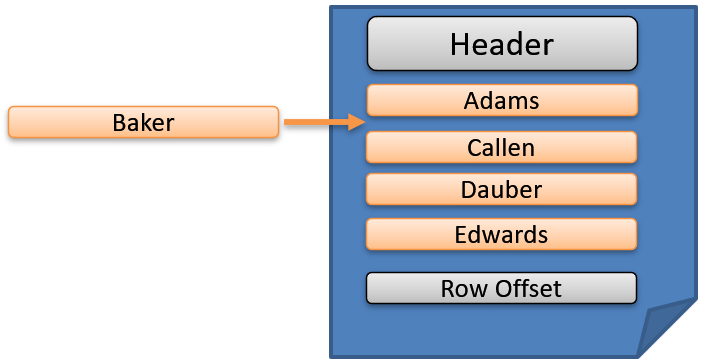 Header
Adams
Baker
Callen
Dauber
Edwards
Row Offset